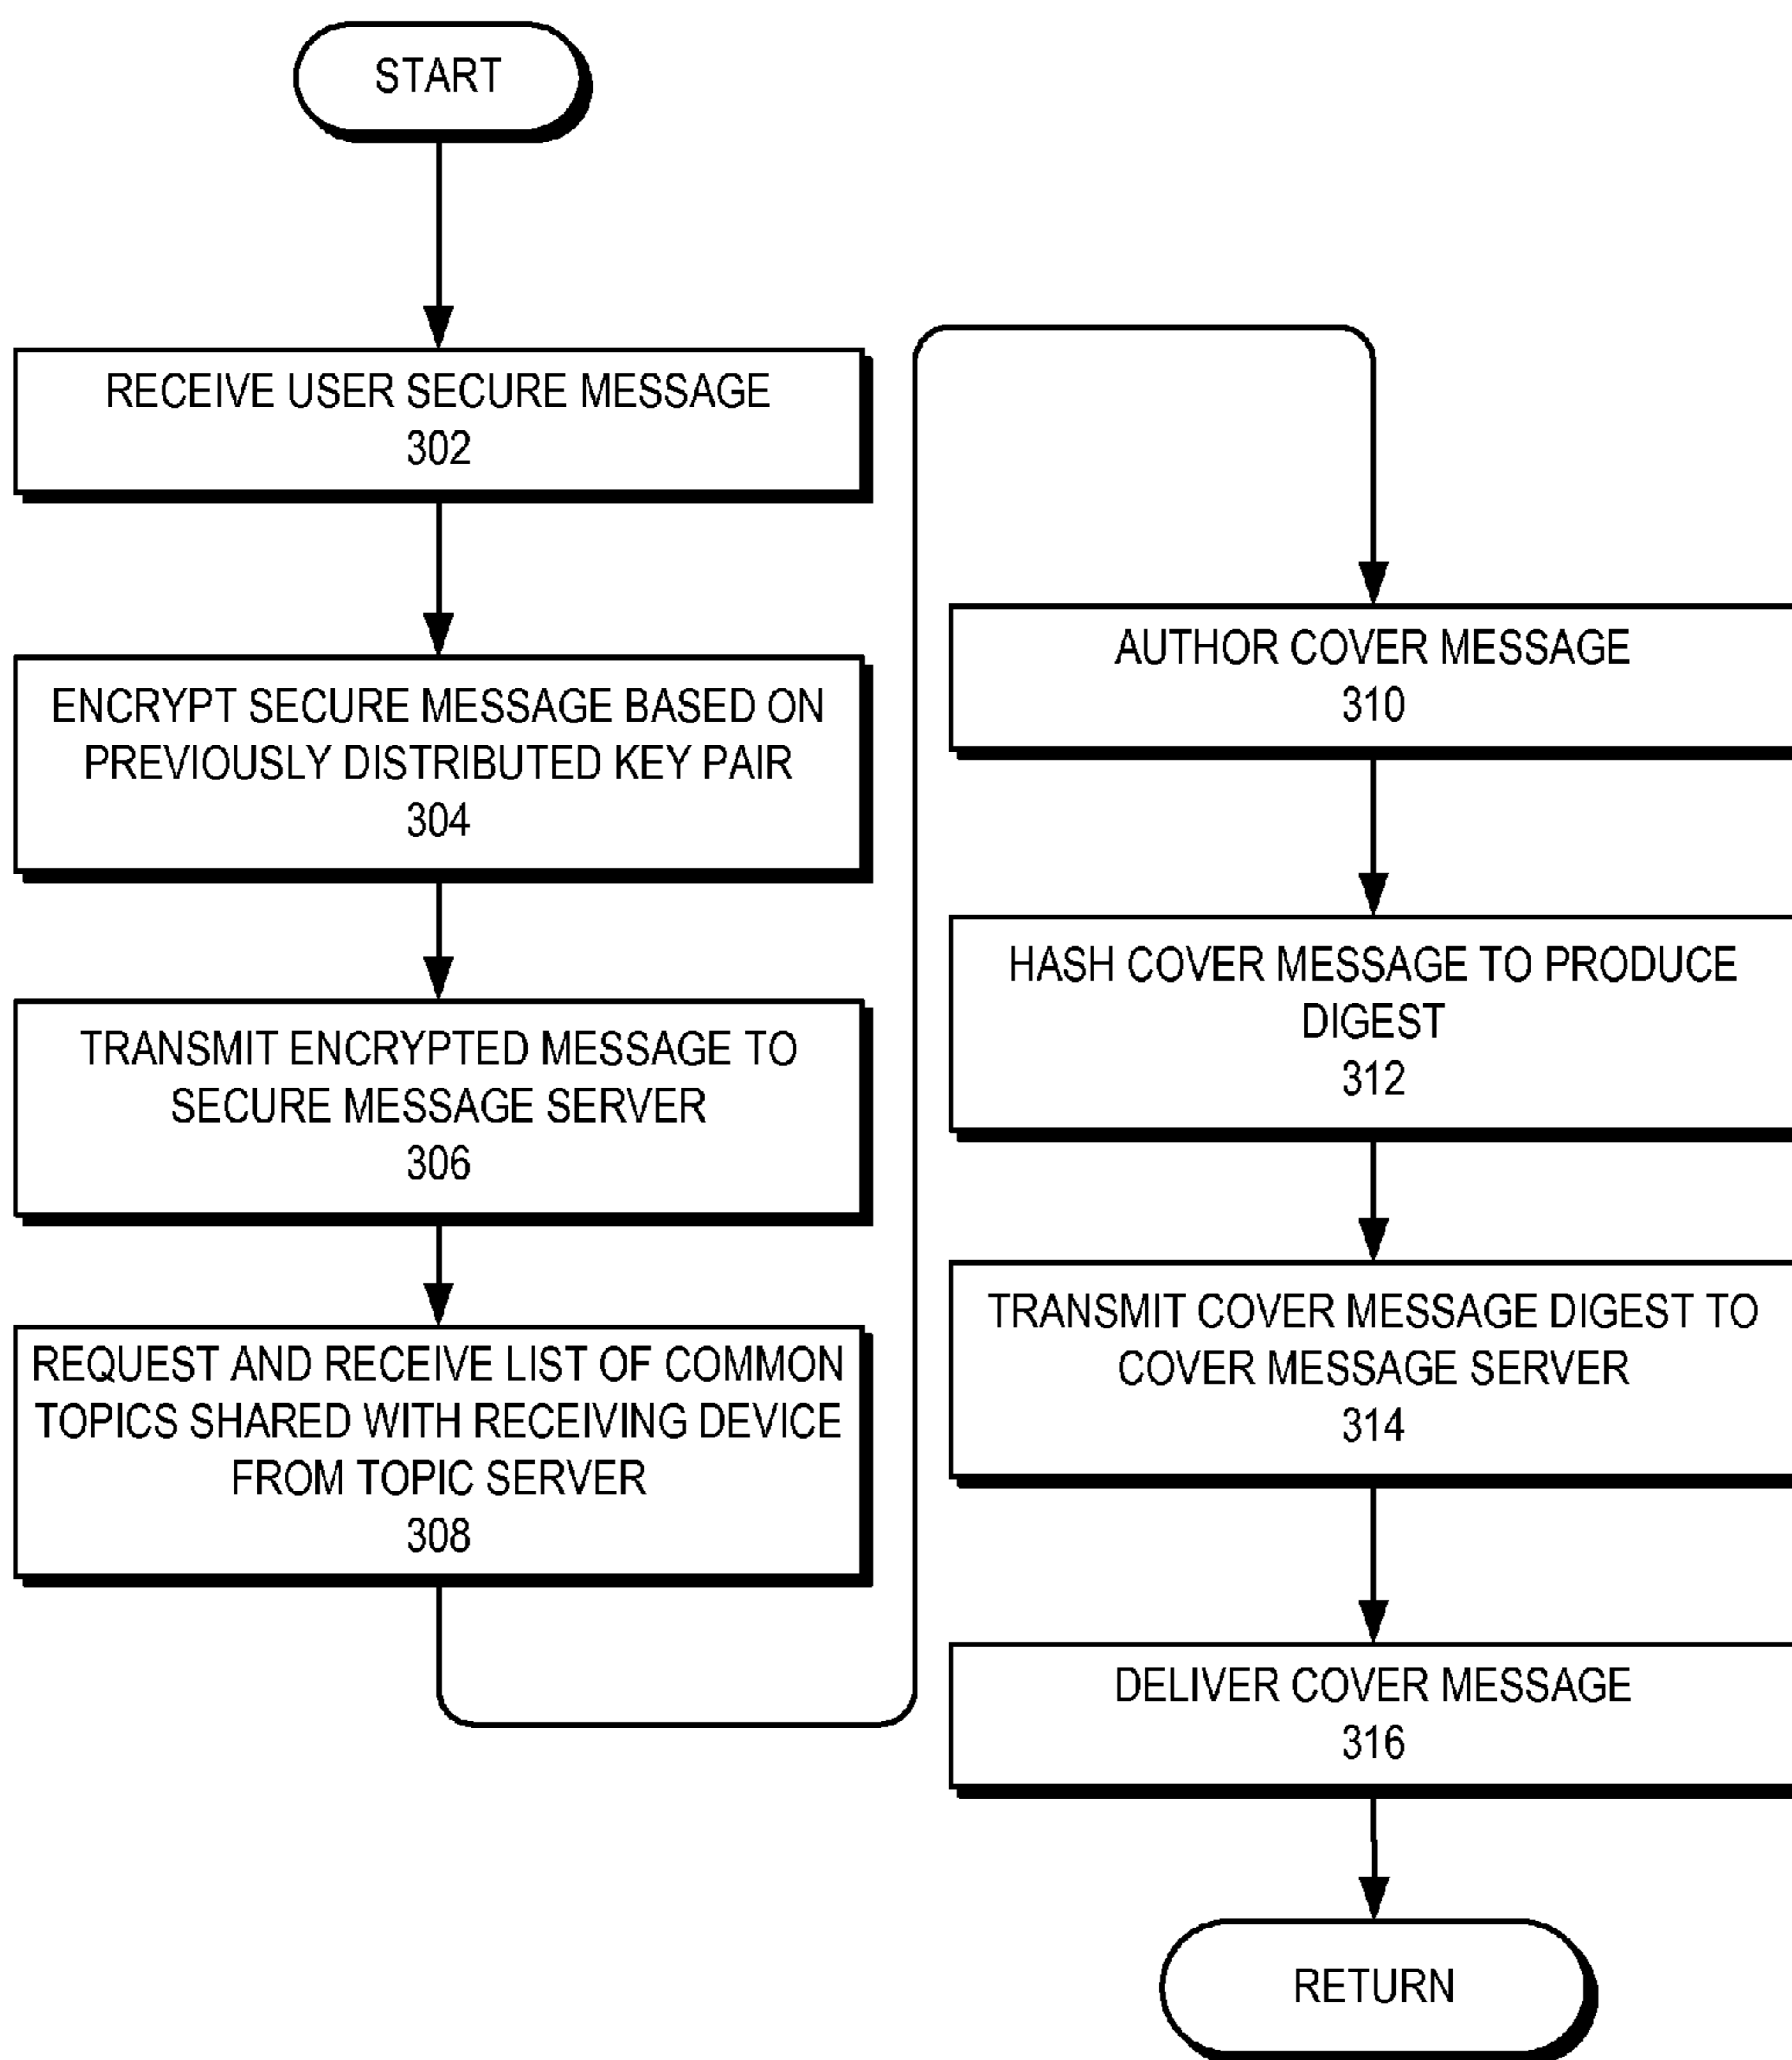 START
RECEIVE USER SECURE MESSAGE
302
ENCRYPT SECURE MESSAGE BASED ON
PREVIOUSLY DISTRIBUTED KEY PAIR
304
TRANSMIT ENCRYPTED MESSAGE TO
SECURE MESSAGE SERVER
306
REQUEST AND RECEIVE LIST OF COMMON
TOPICS SHARED WITH RECEIVING DEVICE
FROM TOPIC SERVER
308
AUTHOR COVER MESSAGE
310
HASH COVER MESSAGE TO PRODUCE
DIGEST
312
TRANSMIT COVER MESSAGE DIGEST TO
COVER MESSAGE SERVER
314
DELIVER COVER MESSAGE
316
RETURN